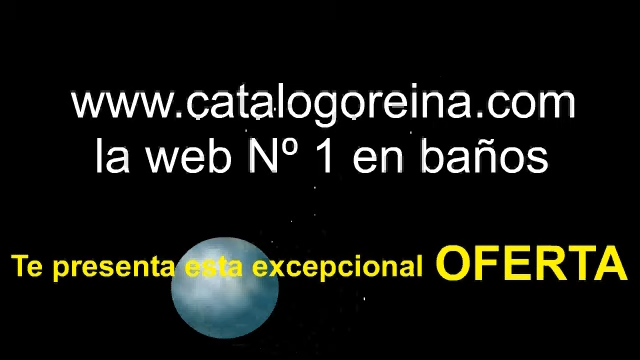 www.catalogoreina.com
la web Nº 1 en baños
Te presenta esta excepcional OFERTA